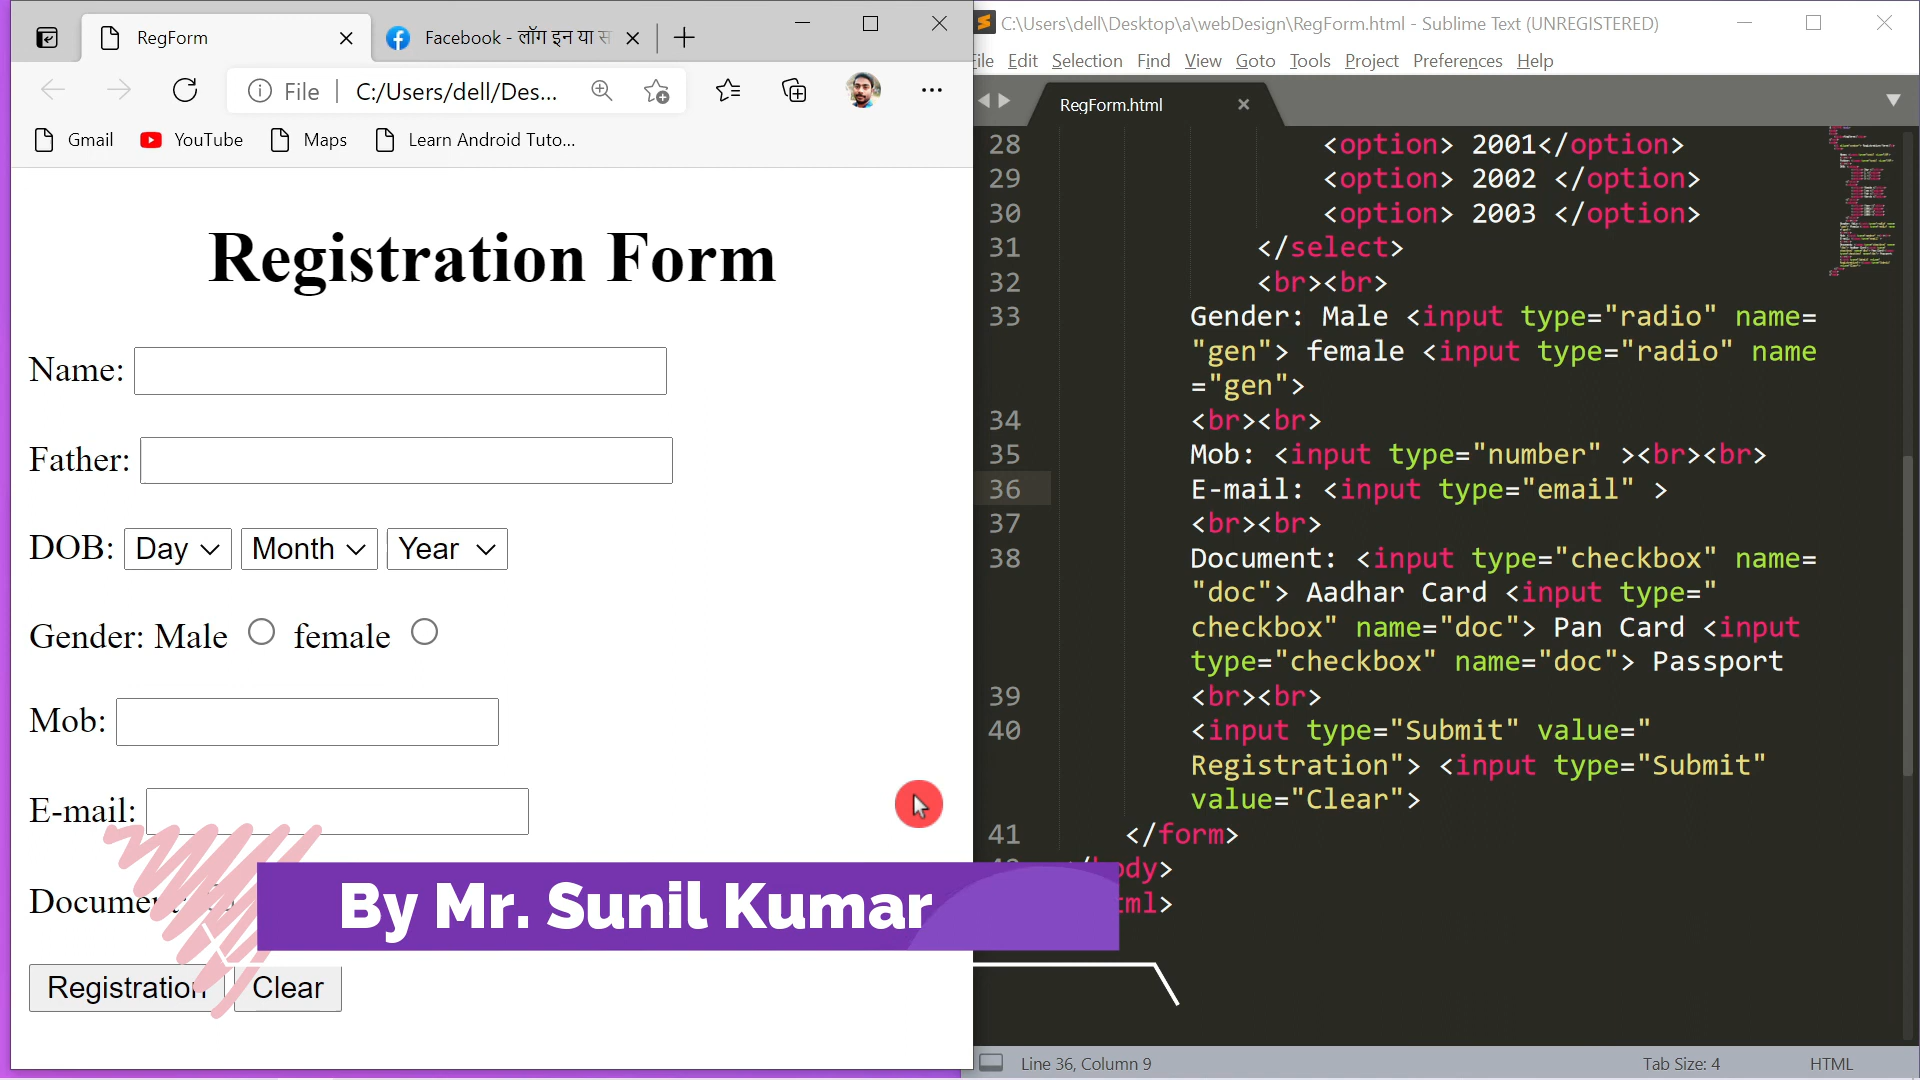 RegForm
Facebook - लॉग इन या स
File
C:/Users/dell/Des...
Gmail
YouTube
Maps
Learn Android Tuto...
Registration Form
Name:
Father:
DOB: Day Month Year
Gender: Male female
Mob:
E-mail:
Documen
Registration Clear
By Mr. Sunil Kumar
C:\Users\dell\Desktop\a\webDesign\RegForm.html - Sublime Text (UNREGISTERED)
ile Edit Selection Find View Goto Tools Project Preferences Help
RegForm.html
28 <option> 2001</option>
29 <option> 2002 </option>
30 <option> 2003 </option>
31 </select>
32 <br><br>
33 Gender: Male <input type="radio" name=
"gen"> female <input type="radio" name
="gen">
34 <br><br>
35 Mob: <input type="number" ><br><br>
36 E-mail: <input type="email" >
37 <br><br>
38 Document: <input type="checkbox" name=
"doc"> Aadhar Card <input type="
checkbox" name="doc"> Pan Card <input
type="checkbox" name="doc"> Passport
39 <br><br>
40 <input type="Submit" value="
Registration"> <input type="Submit"
value="Clear">
41 </form>
ody>
ml>
Line 36, Column 9
Tab Size: 4
HTML